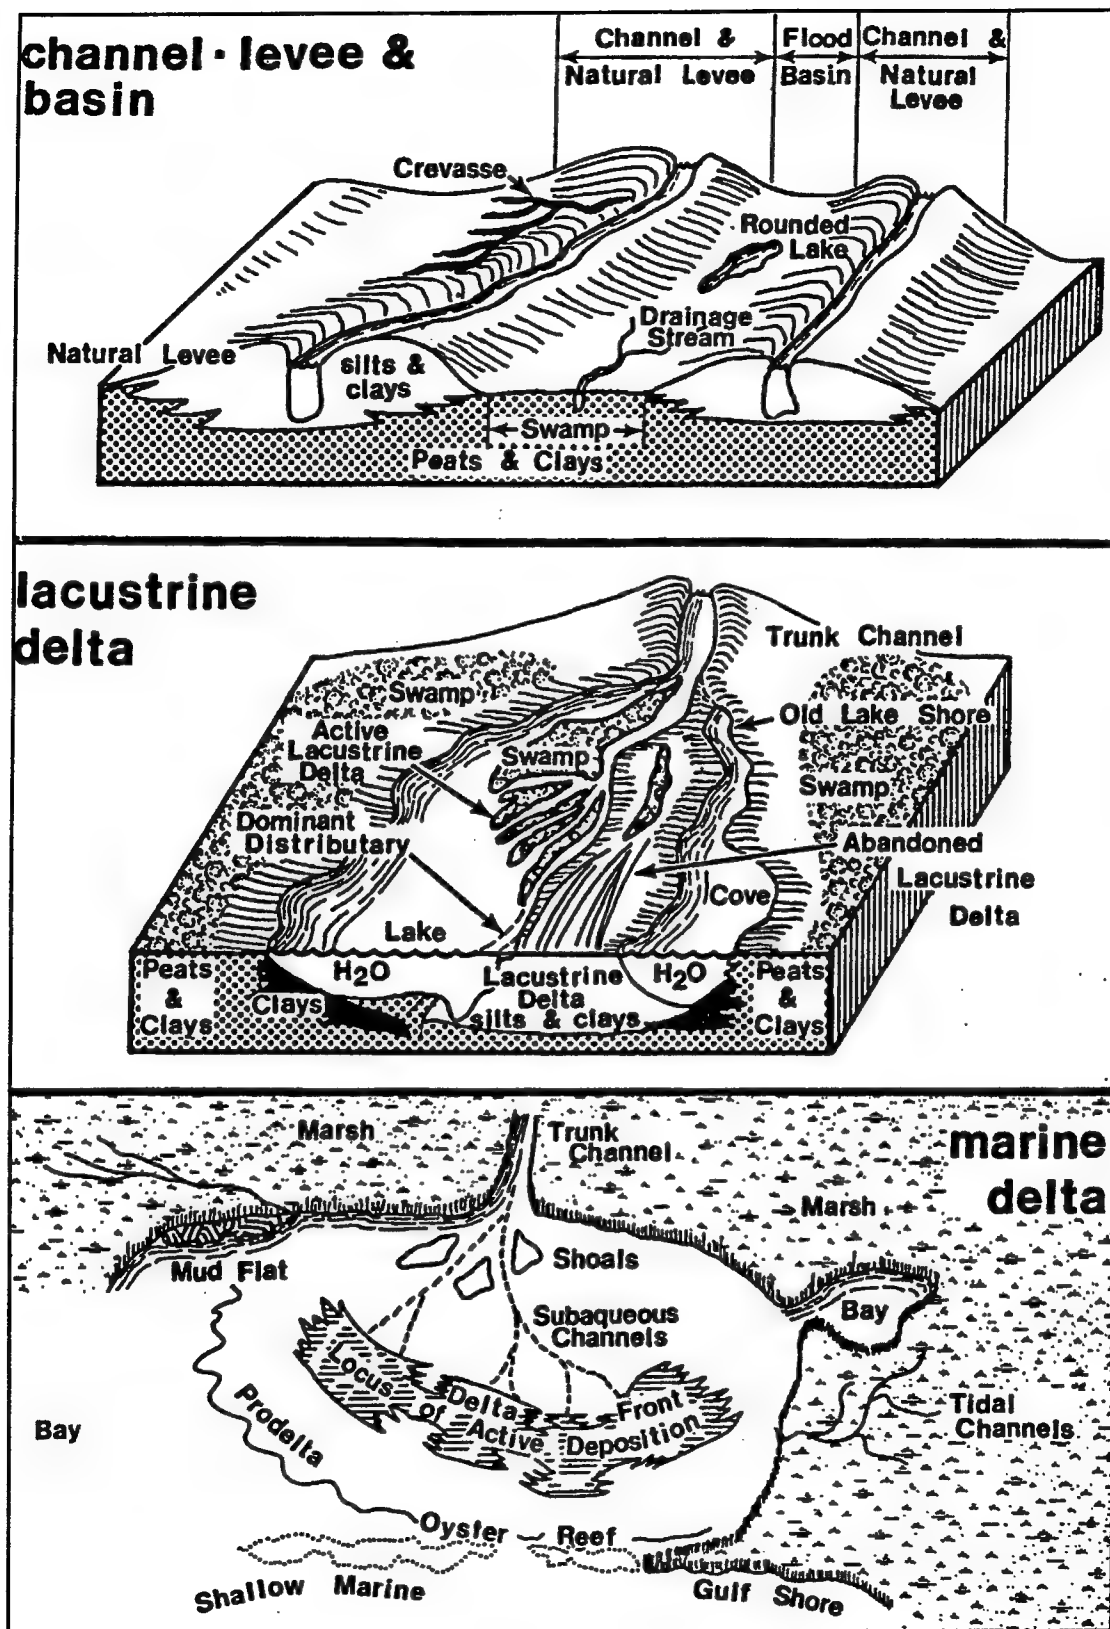 channel · levee &
basin
Channel &
Natural Levee
Flood
Basin
Channel &
Natural
Levee
Crevasse
Rounded
Lake
Drainage
Stream
Natural Levee
silts &
clays
Swamp
Peats & Clays
lacustrine
delta
Trunk Channel
Swamp
Old Lake Shore
Active
Lacustrine
Delta
Swamp
Swamp
Dominant
Distributary
Abandoned
Lacustrine
Delta
Cove
Lake
Peats
&
Clays
H2O
Clays
Lacustrine
Delta
silts & clays
H2O
Peats
&
Clays
marine
delta
Marsh
Trunk
Channel
Marsh
Mud Flat
Shoals
Bay
Subaqueous
Channels
Locus of Active Deposition
Delta Front
Prodelta
Bay
Tidal
Channels
Oyster Reef
Shallow Marine
Gulf Shore